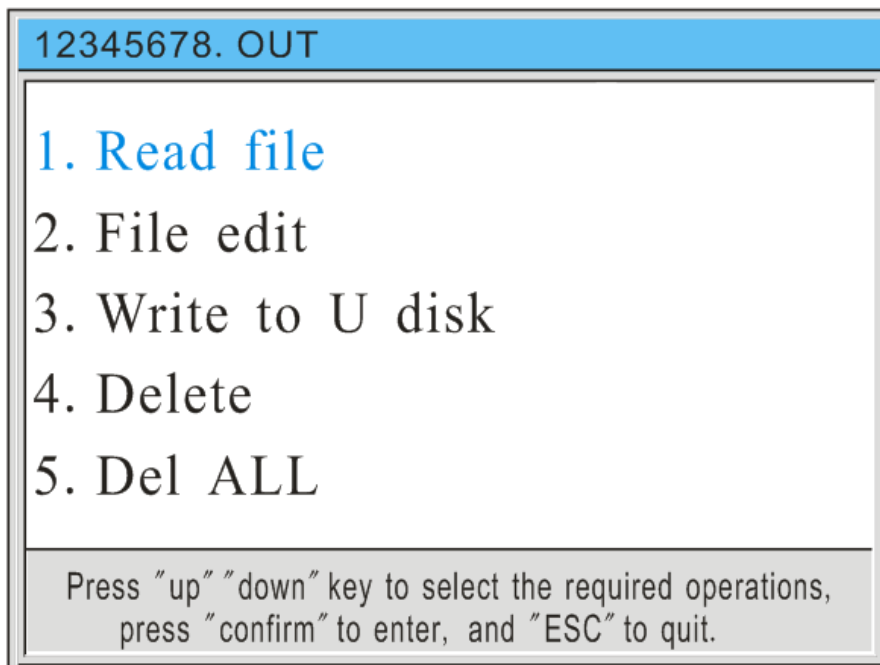 12345678. OUT
1. Read file
2. File edit
3. Write to U disk
4. Delete
5. Del ALL
Press "up" "down" key to select the required operations,
press "confirm" to enter, and "ESC" to quit.